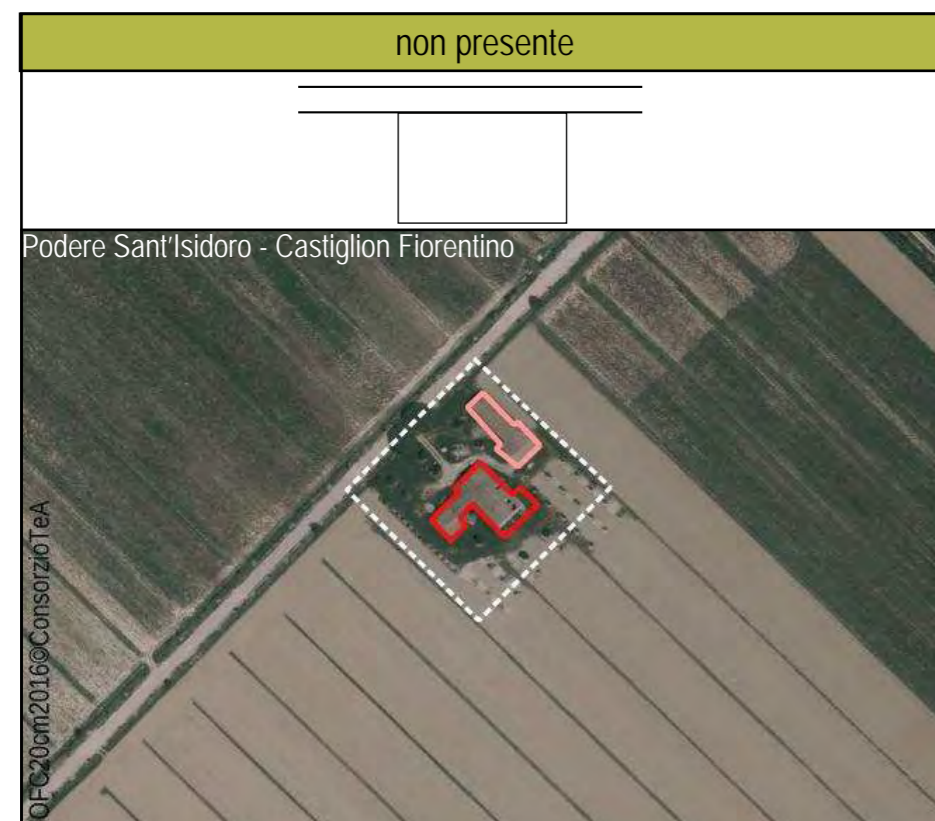 non presente
Podere Sant'Isidoro - Castiglion Fiorentino
OFC20cm2016©ConsorzioTeA